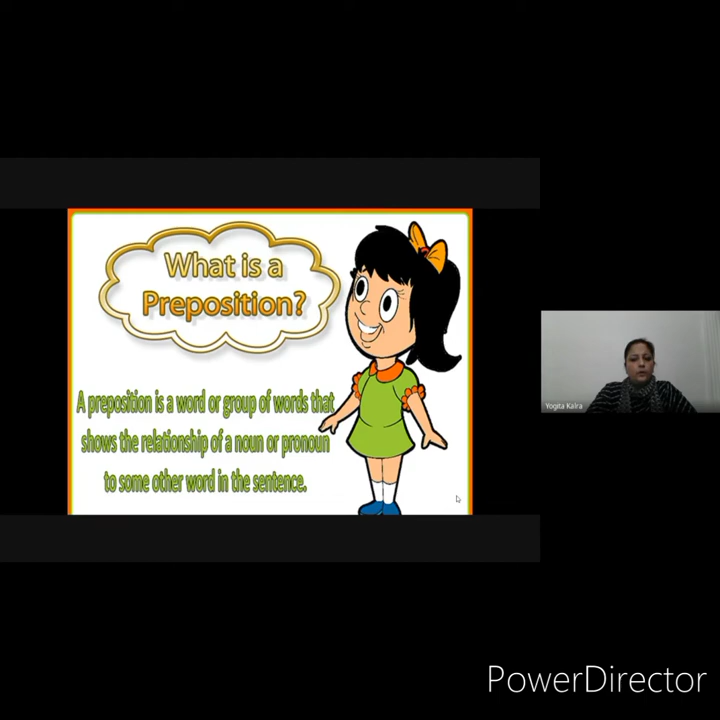 What is a
Preposition?
A preposition is a word or group of words that
shows the relationship of a noun or pronoun
to some other word in the sentence.
Yogita Kalra
PowerDirector